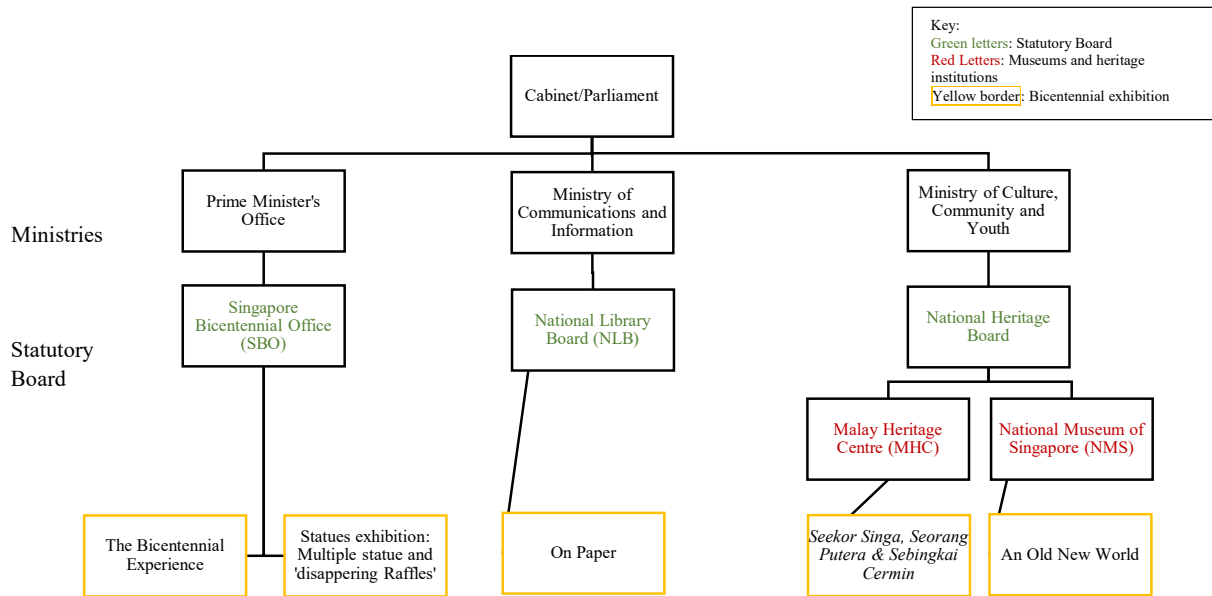 Key:
Green letters: Statutory Board
Red Letters: Museums and heritage
institutions
Yellow border: Bicentennial exhibition
Cabinet/Parliament
Ministries
Prime Minister's
Office
Ministry of
Communications and
Information
Ministry of Culture,
Community and
Youth
Statutory
Board
Singapore
Bicentennial Office
(SBO)
National Library
Board (NLB)
National Heritage
Board
Malay Heritage
Centre (MHC)
National Museum of
Singapore (NMS)
The Bicentennial
Experience
Statues exhibition:
Multiple statue and
'disappering Raffles'
On Paper
Seekor Singa, Seorang
Putera & Sebingkai
Cermin
An Old New World